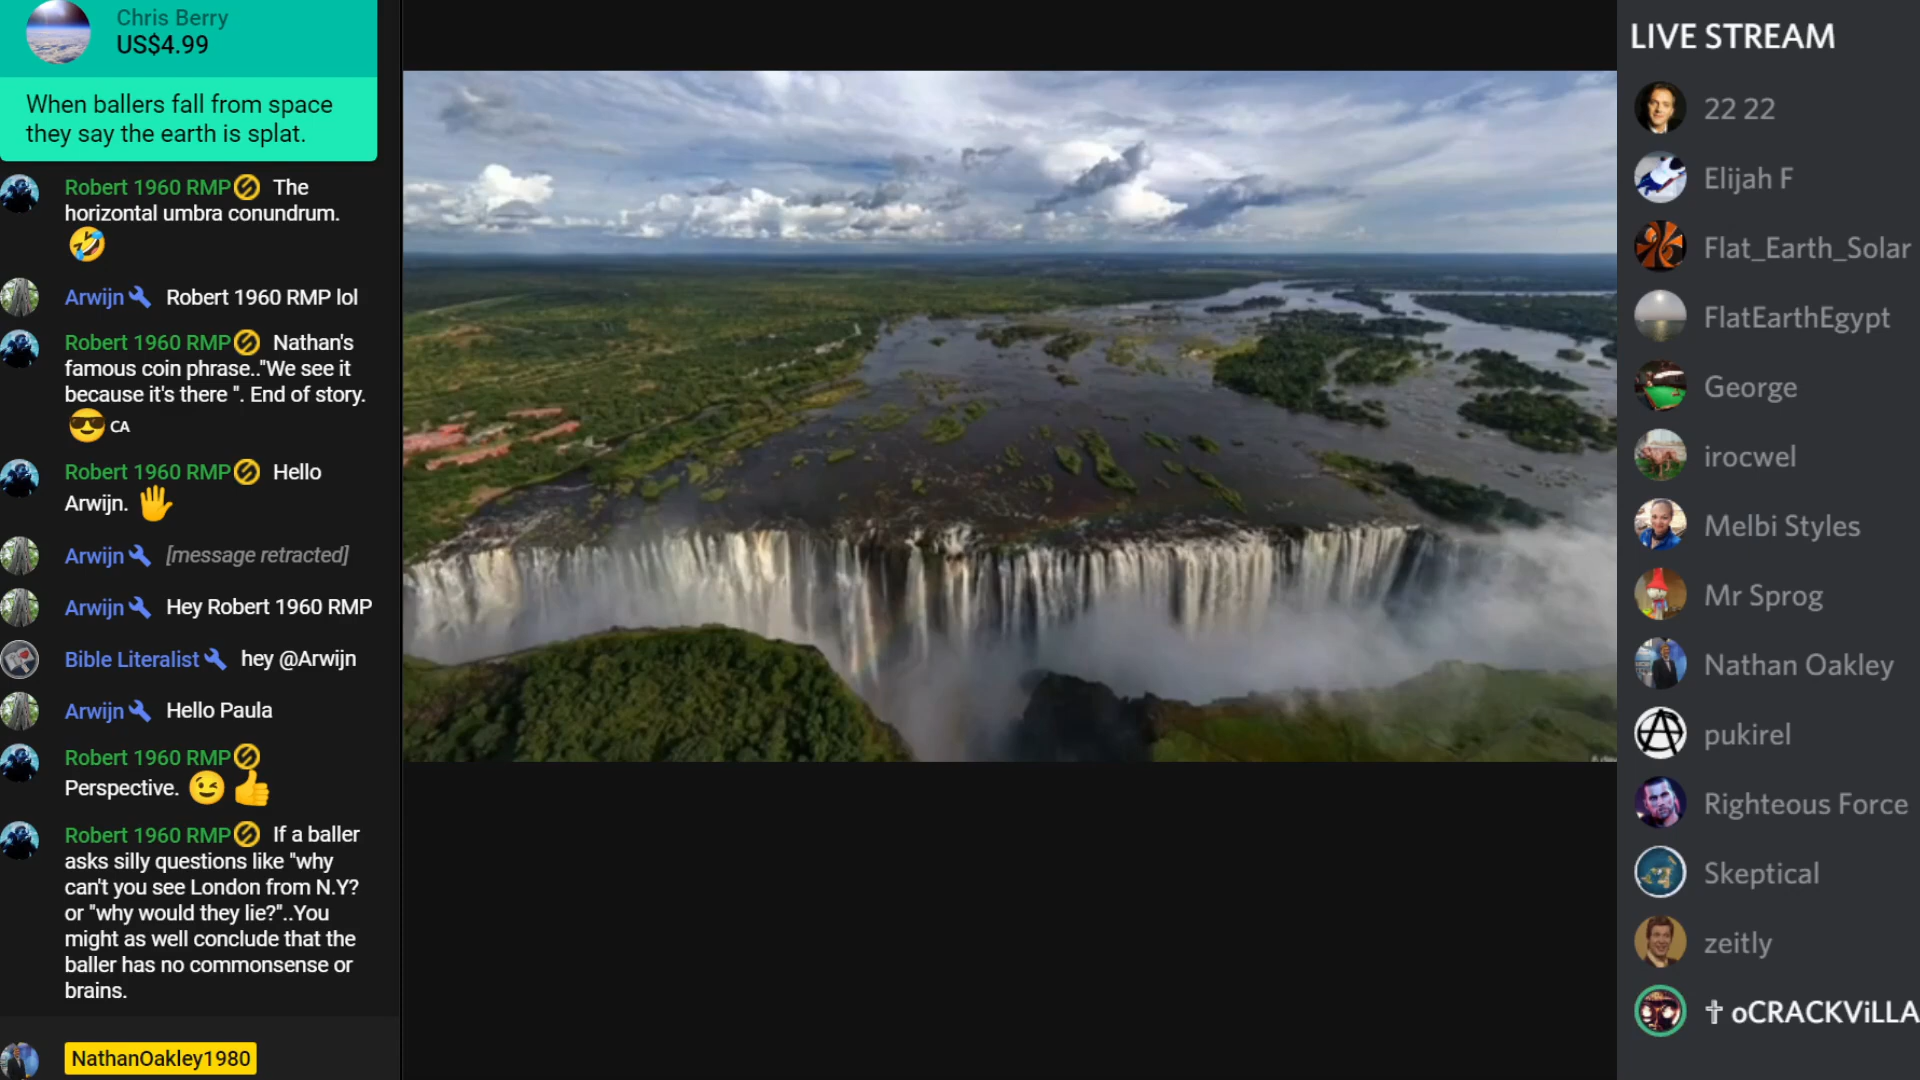 Chris Berry
US$4.99
When ballers fall from space
they say the earth is splat.
Robert 1960 RMP The
horizontal umbra conundrum.
Arwijn Robert 1960 RMP lol
Robert 1960 RMP Nathan's
famous coin phrase.."We see it
because it's there ". End of story.
CA
Robert 1960 RMP Hello
Arwijn.
Arwijn [message retracted]
Arwijn Hey Robert 1960 RMP
Bible Literalist hey @Arwijn
Arwijn Hello Paula
Robert 1960 RMP
Perspective.
Robert 1960 RMP If a baller
asks silly questions like "why
can't you see London from N.Y?
or "why would they lie?"..You
might as well conclude that the
baller has no commonsense or
brains.
NathanOakley1980
LIVE STREAM
22 22
Elijah F
Flat_Earth_Solar
FlatEarthEgypt
George
irocwel
Melbi Styles
Mr Sprog
Nathan Oakley
pukirel
Righteous Force
Skeptical
zeitly
✝ oCRACKViLLA